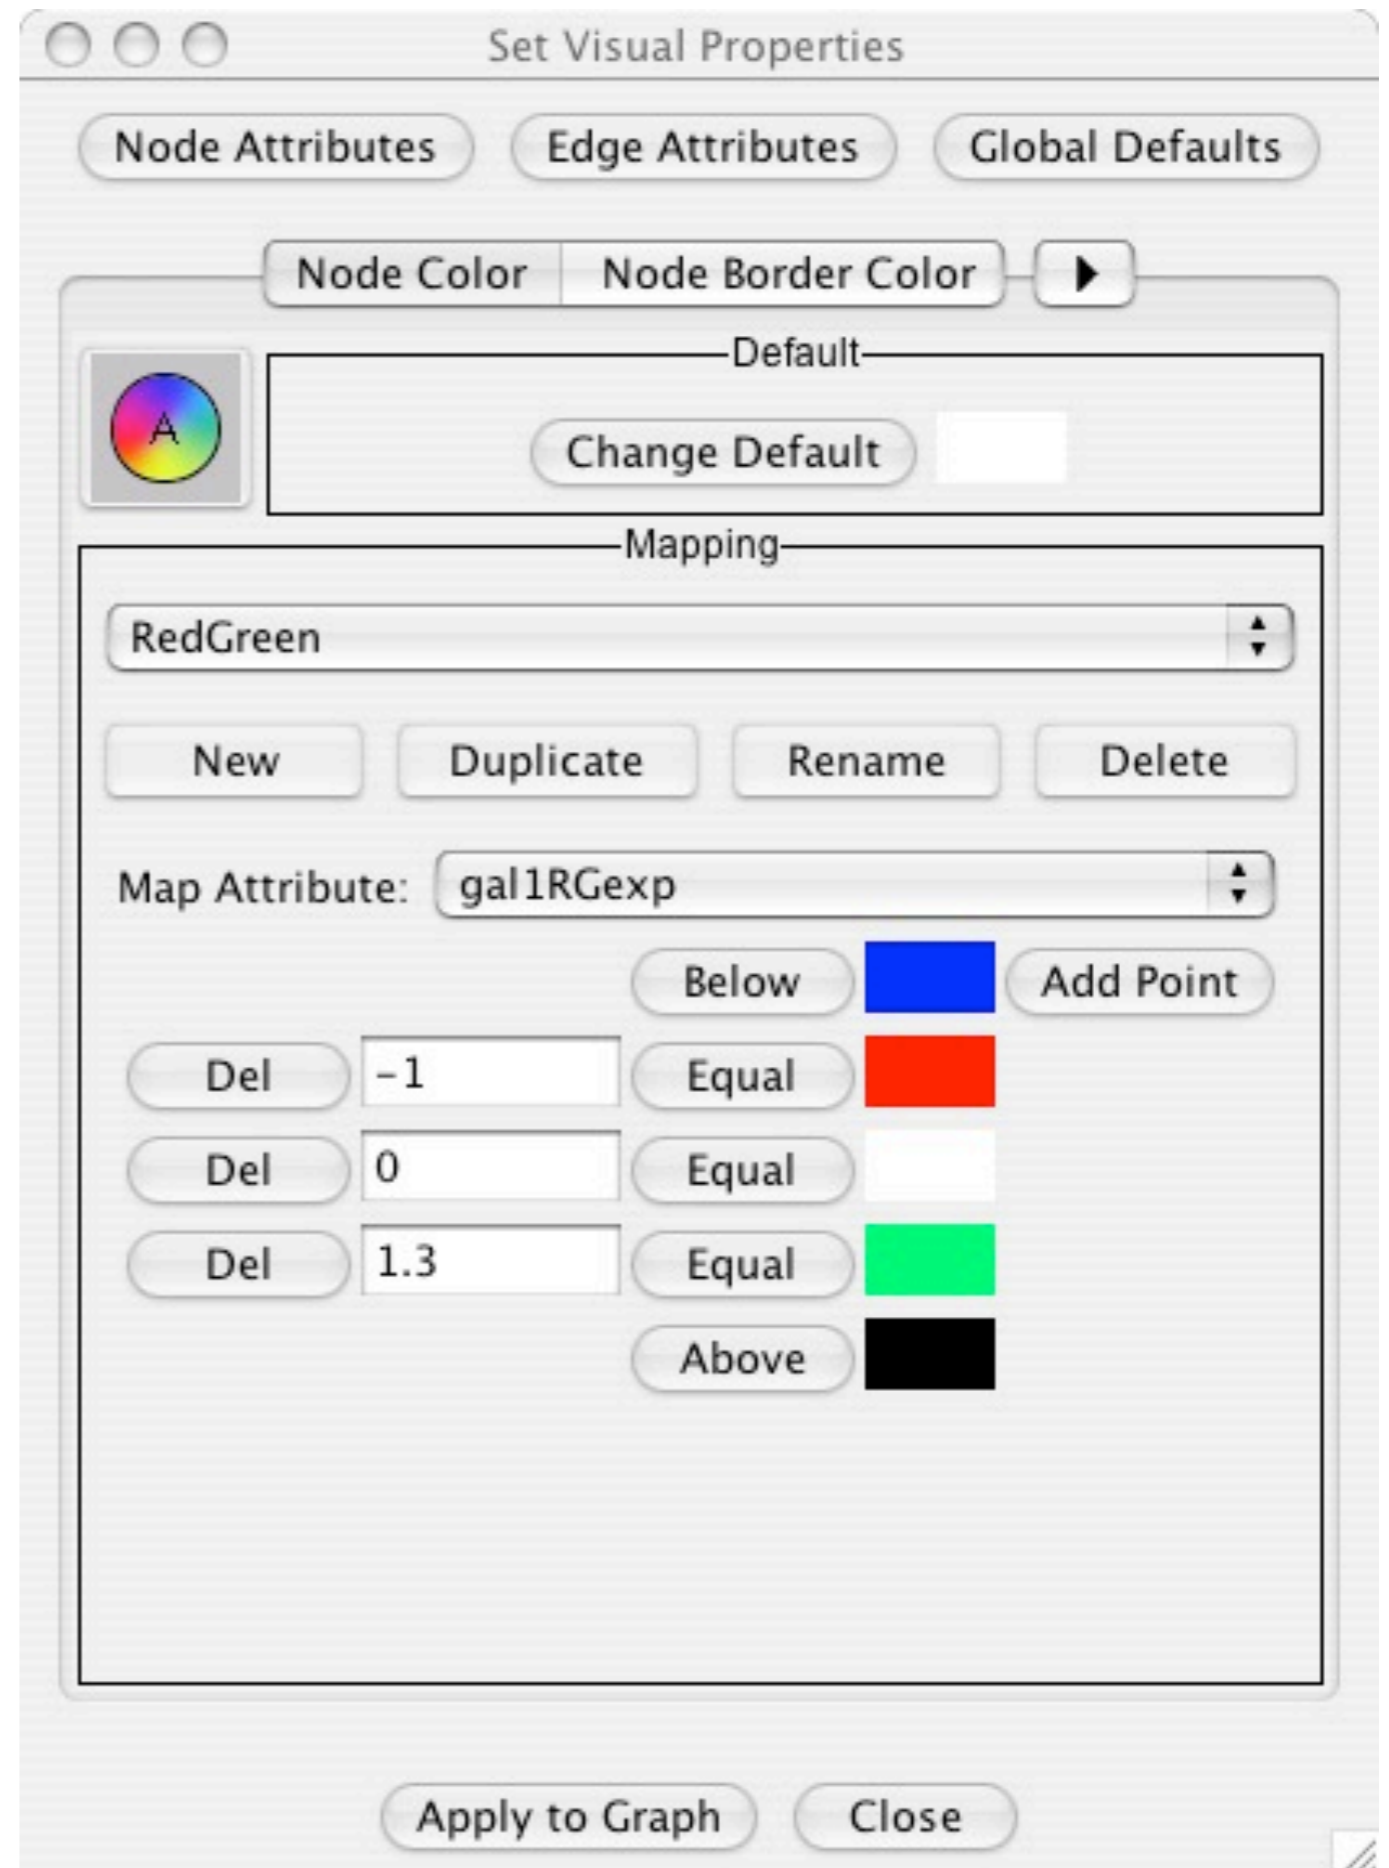 Set Visual Properties
Node Attributes Edge Attributes Global Defaults
Node Color Node Border Color
Default
A
Change Default
Mapping
RedGreen
New Duplicate Rename Delete
Map Attribute: gal1RGexp
Below Add Point
Del -1 Equal
Del 0 Equal
Del 1.3 Equal
Above
Apply to Graph Close